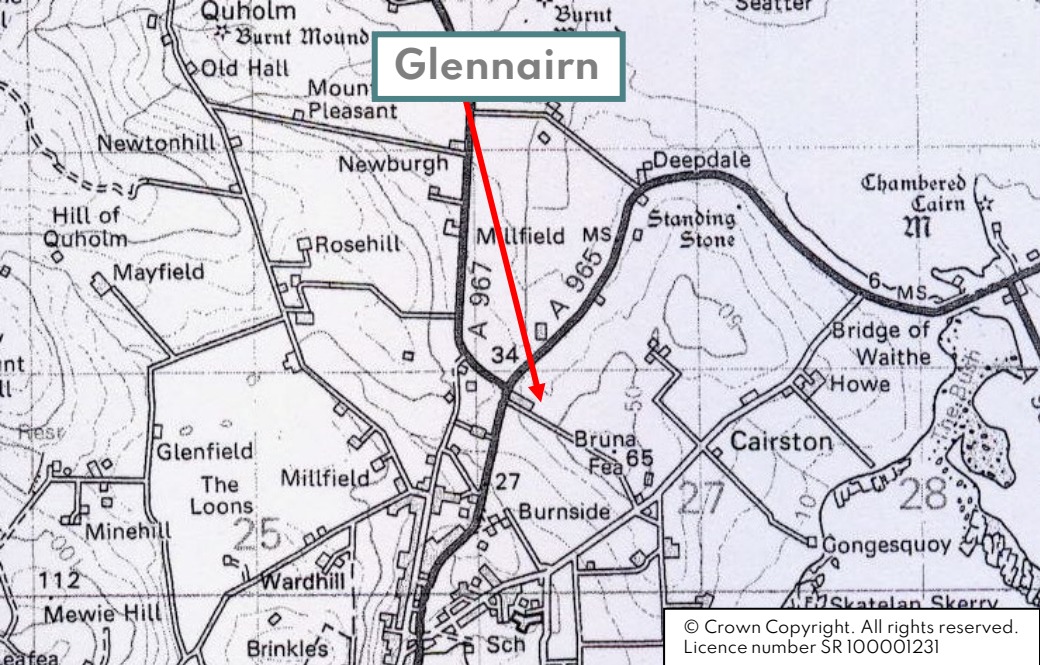 Quholm
Burnt Mound
Burnt
Seatter
Glennairn
Old Hall
Mount
Pleasant
Newtonhill
Newburgh
Deepdale
Chambered
Cairn
M
Hill of
Quholm
Rosehill
Millfield
MS
Standing
Stone
Mayfield
A 967
A 965
6
MS
50
34
Bridge of
Waithe
Howe
The Bush
50
Glenfield
Bruna
Fea 65
Cairston
Millfield
The
Loons
25
27
27
28
10
Minehill
Burnside
Congesquoy
112
Wardhill
Mewie Hill
Skatelan Skerry
Brinkles
Sch
© Crown Copyright. All rights reserved.
Licence number SR 100001231